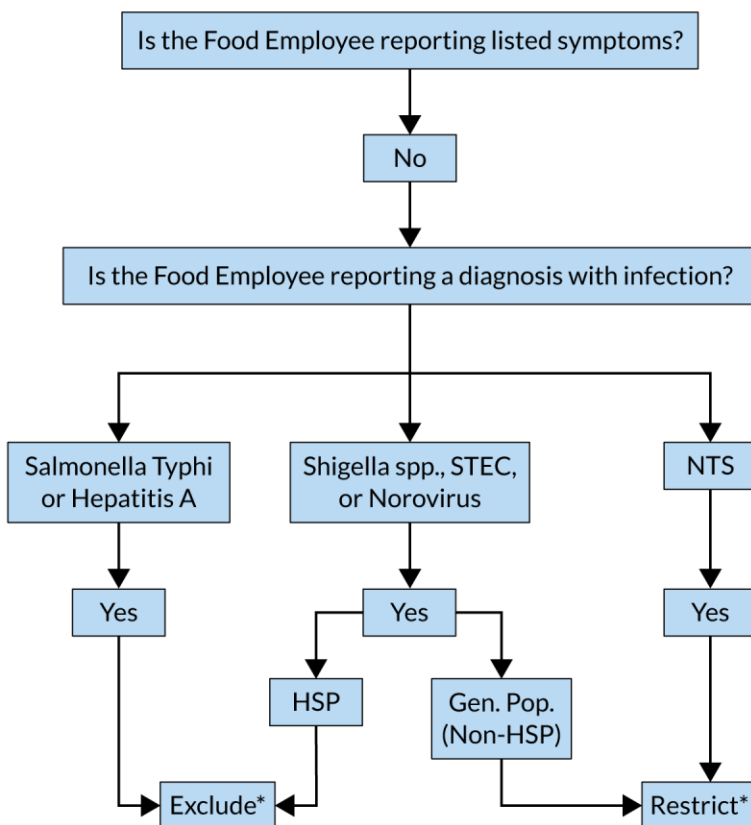 Is the Food Employee reporting listed symptoms?
No
Is the Food Employee reporting a diagnosis with infection?
Salmonella Typhi
or Hepatitis A
Shigella spp., STEC,
or Norovirus
NTS
Yes
Yes
Yes
HSP
Gen. Pop.
(Non-HSP)
Exclude*
Restrict*